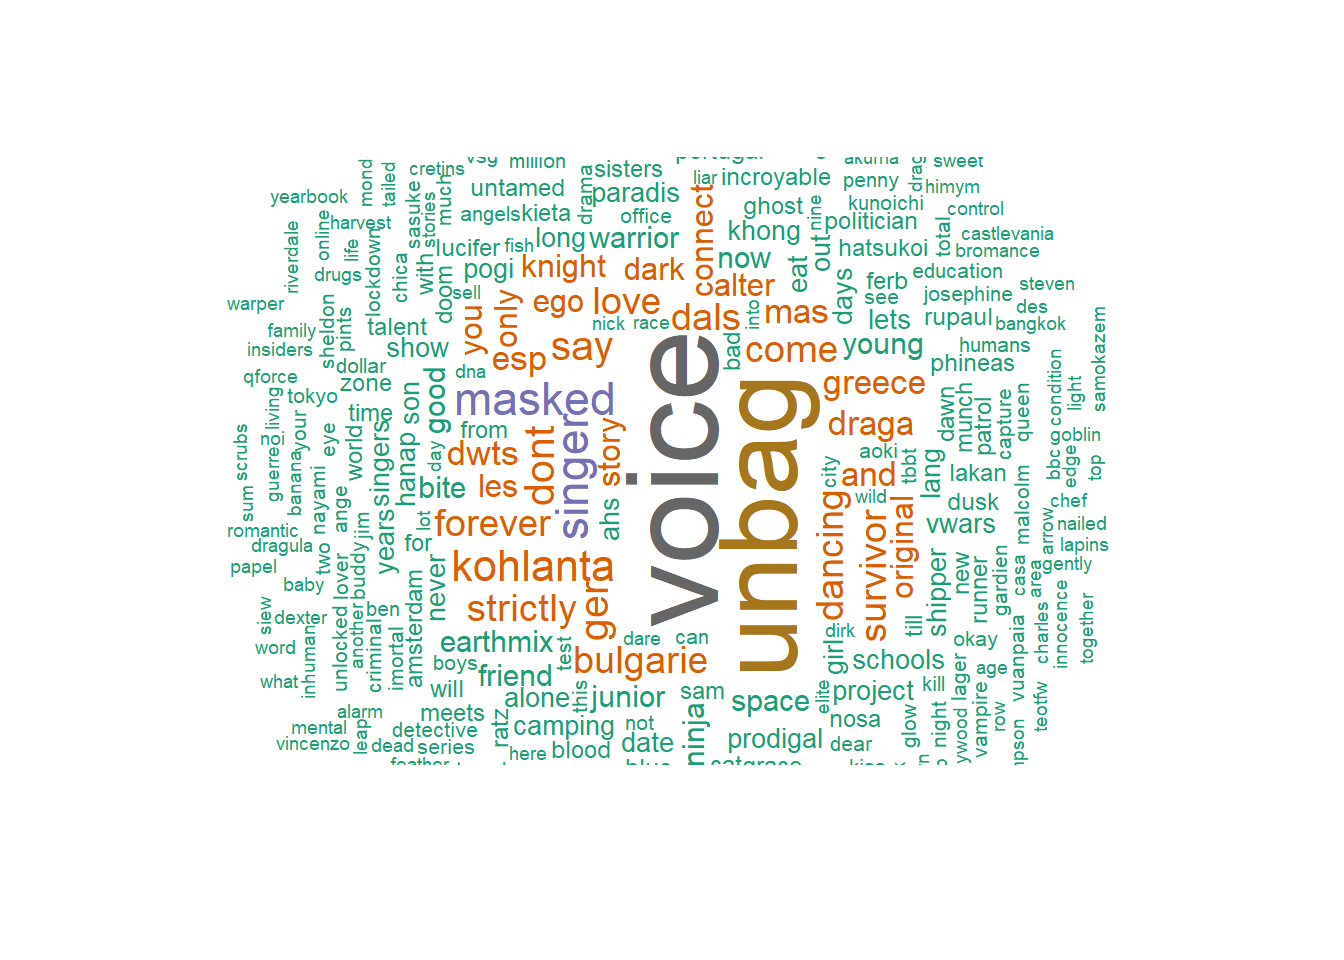 voice
unbag
masked
singer
kohlanta
strictly
bulgarie
forever
dont
ger
say
come
dals
love
mas
greece
draga
dancing
survivor
original
and
connect
calter
dark
knight
ego
only
you
esp
dwts
les
story
yearbook
mond
tailed
cretins
vsg
million
sisters
liar
incroyable
akuma
sweet
penny
drag
himym
untamed
paradis
drama
harvest
online
life
riverdale
lockdown
sasuke
stories
much
angels
kieta
office
ghost
nine
politician
kunoichi
control
castlevania
total
bromance
drugs
chica
with
lucifer
fish
long
warrior
khong
out
hatsukoi
warper
pogi
doom
sell
now
eat
days
ferb
education
see
josephine
steven
des
bangkok
family
insiders
sheldon
pints
talent
show
dollar
nick
race
into
bad
lets
rupaul
young
humans
phineas
qforce
zone
dna
tokyo
living
guerreo
noi
your
banana
eye
time
world
singers
hanap
son
good
from
day
aoki
city
tbbt
wild
lang
dawn
munch
patrol
capture
queen
condition
bbc
light
goblin
edge
samokazem
top
scrubs
sum
romantic
dragula
papel
two
nayami
ange
jim
buddy
years
for
lot
bite
ahs
lakan
dusk
vwars
malcolm
chef
arrow
nailed
lapins
gently
baby
siew
dexter
word
unlocked
lover
another
criminal
ben
imortal
amsterdam
never
earthmix
test
dare
can
girl
dirk
till
shipper
new
runner
gardien
casa
area
vuanpaia
charles
innocence
together
what
inhuman
boys
friend
will
alone
this
junior
sam
space
elite
project
schools
okay
age
kill
lager
row
teotfw
mental
alarm
vincenzo
leap
dead
detective
series
meets
ratz
camping
here
blood
not
date
ninja
prodigal
dear
nosa
glow
night
vampire